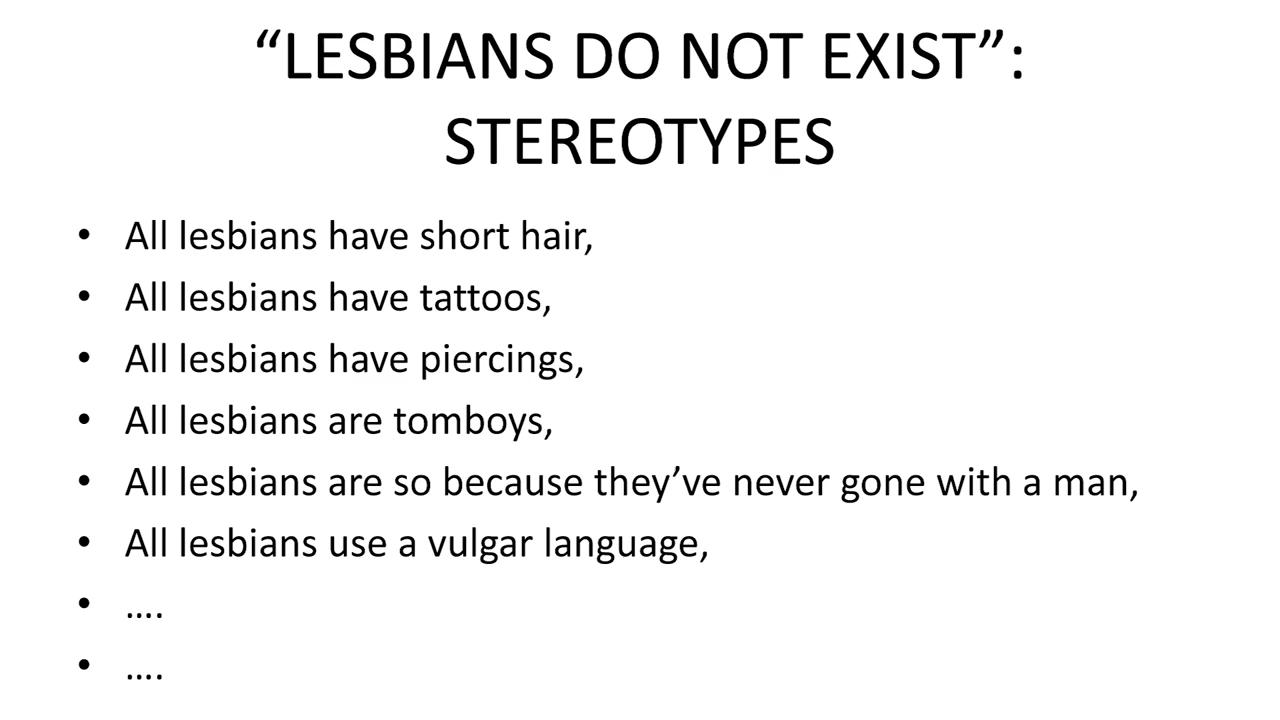 “LESBIANS DO NOT EXIST”:
STEREOTYPES
• All lesbians have short hair,
• All lesbians have tattoos,
• All lesbians have piercings,
• All lesbians are tomboys,
• All lesbians are so because they’ve never gone with a man,
• All lesbians use a vulgar language,
• ….
• ….